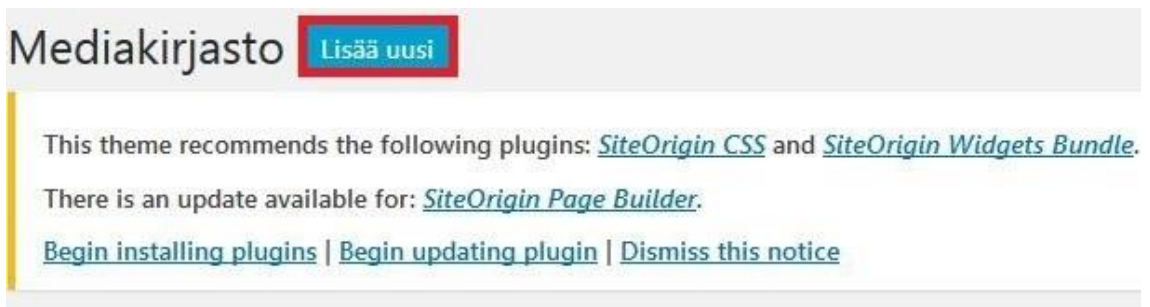 Mediakirjasto Lisää uusi
This theme recommends the following plugins: SiteOrigin CSS and SiteOrigin Widgets Bundle.
There is an update available for: SiteOrigin Page Builder.
Begin installing plugins | Begin updating plugin | Dismiss this notice